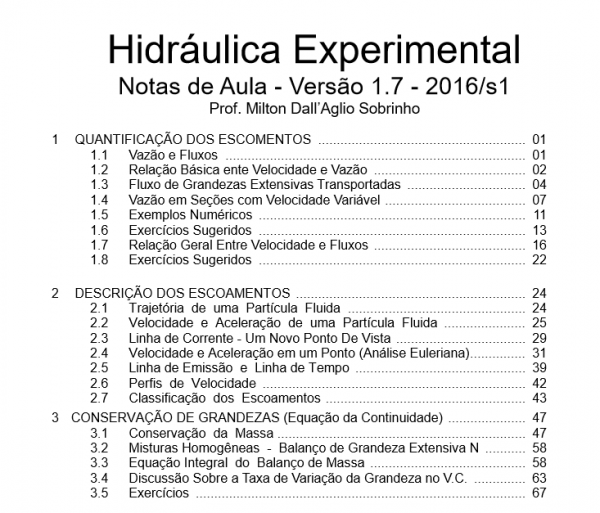 Hidráulica Experimental
Notas de Aula - Versão 1.7 - 2016/s1
Prof. Milton Dall'Aglio Sobrinho
1 QUANTIFICAÇÃO DOS ESCOMENTOS ........ 01
1.1 Vazão e Fluxos ........ 01
1.2 Relação Básica ente Velocidade e Vazão ........ 02
1.3 Fluxo de Grandezas Extensivas Transportadas ........ 04
1.4 Vazão em Seções com Velocidade Variável ........ 07
1.5 Exemplos Numéricos ........ 11
1.6 Exercícios Sugeridos ........ 13
1.7 Relação Geral Entre Velocidade e Fluxos ........ 16
1.8 Exercícios Sugeridos ........ 22
2 DESCRIÇÃO DOS ESCOAMENTOS ........ 24
2.1 Trajetória de uma Partícula Fluida ........ 24
2.2 Velocidade e Aceleração de uma Partícula Fluida ........ 25
2.3 Linha de Corrente - Um Novo Ponto De Vista ........ 29
2.4 Velocidade e Aceleração em um Ponto (Análise Euleriana) ........ 31
2.5 Linha de Emissão e Linha de Tempo ........ 39
2.6 Perfis de Velocidade ........ 42
2.7 Classificação dos Escoamentos ........ 43
3 CONSERVAÇÃO DE GRANDEZAS (Equação da Continuidade) ........ 47
3.1 Conservação da Massa ........ 47
3.2 Misturas Homogêneas - Balanço de Grandeza Extensiva N ........ 58
3.3 Equação Integral do Balanço de Massa ........ 58
3.4 Discussão Sobre a Taxa de Variação da Grandeza no V.C. ........ 63
3.5 Exercícios ........ 67